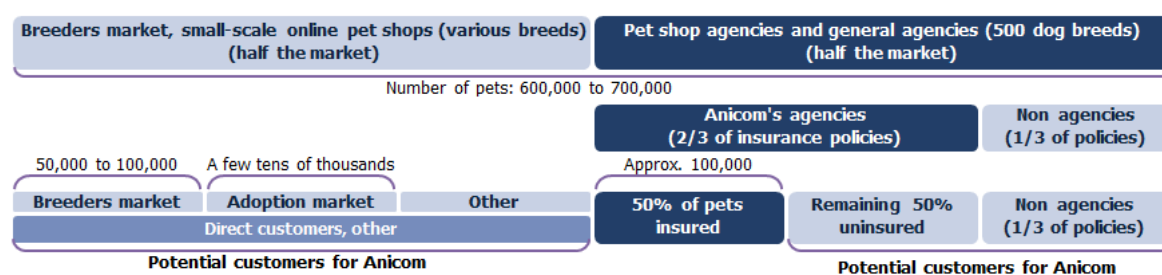 Breeders market, small-scale online pet shops (various breeds)
(half the market)
Pet shop agencies and general agencies (500 dog breeds)
(half the market)
Number of pets: 600,000 to 700,000
Anicom's agencies
(2/3 of insurance policies)
Non agencies
(1/3 of policies)
50,000 to 100,000
A few tens of thousands
Approx. 100,000
Breeders market
Adoption market
Other
50% of pets
insured
Remaining 50%
uninsured
Non agencies
(1/3 of policies)
Direct customers, other
Potential customers for Anicom
Potential customers for Anicom